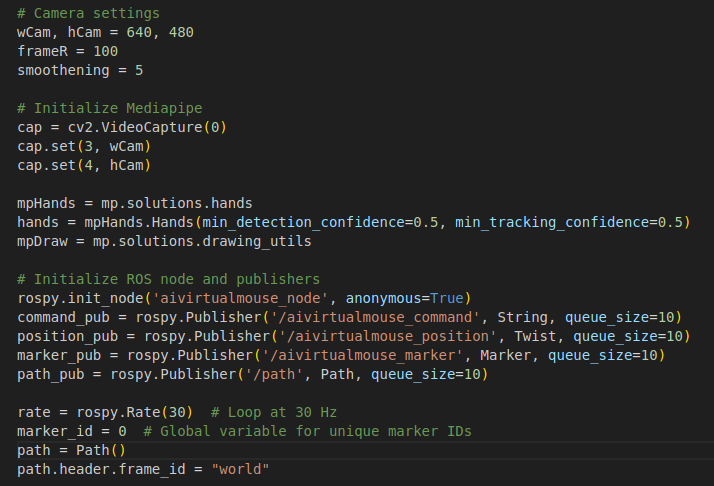 # Camera settings
wCam, hCam = 640, 480
frameR = 100
smoothening = 5
# Initialize Mediapipe
cap = cv2.VideoCapture(0)
cap.set(3, wCam)
cap.set(4, hCam)
mpHands = mp.solutions.hands
hands = mpHands.Hands(min_detection_confidence=0.5, min_tracking_confidence=0.5)
mpDraw = mp.solutions.drawing_utils
# Initialize ROS node and publishers
rospy.init_node('aivirtualmouse_node', anonymous=True)
command_pub = rospy.Publisher('/aivirtualmouse_command', String, queue_size=10)
position_pub = rospy.Publisher('/aivirtualmouse_position', Twist, queue_size=10)
marker_pub = rospy.Publisher('/aivirtualmouse_marker', Marker, queue_size=10)
path_pub = rospy.Publisher('/path', Path, queue_size=10)
rate = rospy.Rate(30)  # Loop at 30 Hz
marker_id = 0  # Global variable for unique marker IDs
path = Path()
path.header.frame_id = "world"